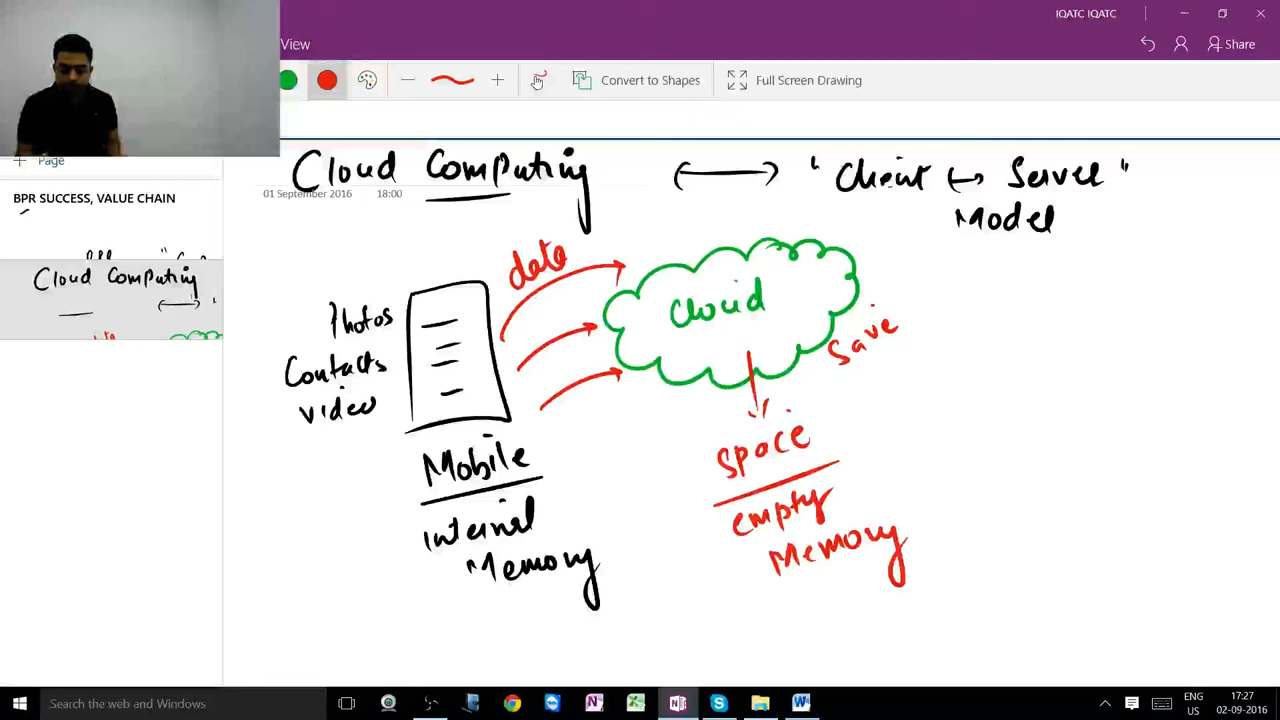 IQATC IQATC
View
Share
Convert to Shapes
Full Screen Drawing
Page
BPR SUCCESS, VALUE CHAIN
Cloud Computing
Cloud Computing
01 September 2016 18:00
"Client ↔ Server"
Model
data
Cloud
Save
Photos
Contacts
video
Mobile
internal
Memory
Space
empty
Memory
Search the web and Windows
ENG
US
17:27
02-09-2016